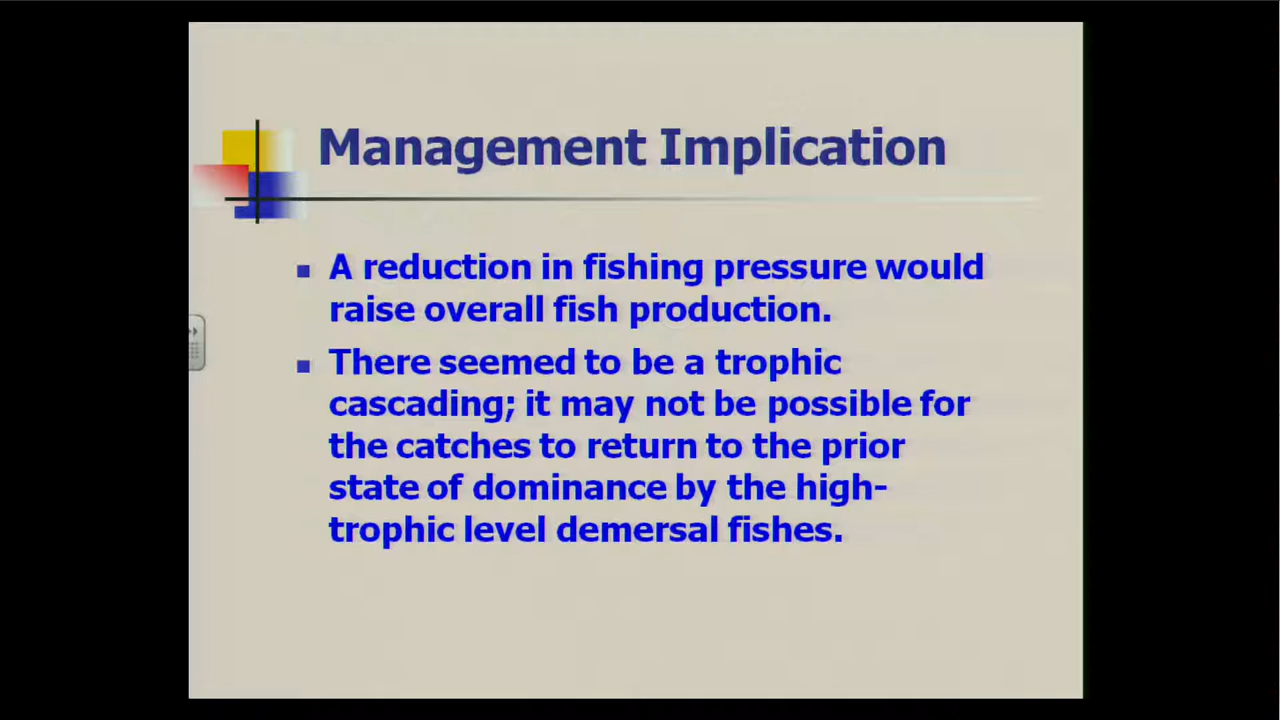 Management Implication
A reduction in fishing pressure would
raise overall fish production.
There seemed to be a trophic
cascading; it may not be possible for
the catches to return to the prior
state of dominance by the high-
trophic level demersal fishes.